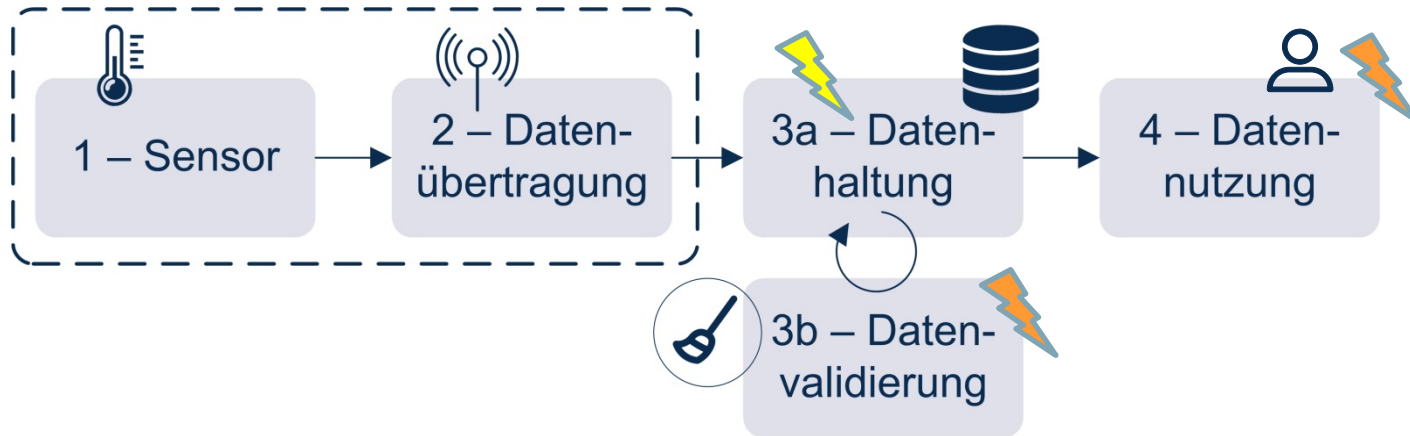 1 – Sensor
2 – Daten-
übertragung
3a – Daten-
haltung
4 – Daten-
nutzung
3b – Daten-
validierung